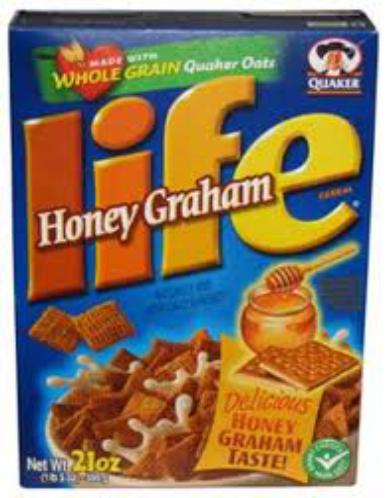 MADE WITH
WHOLE GRAIN Quaker Oats
QUAKER
life
Honey Graham
CEREAL
Delicious
HONEY
GRAHAM
TASTE!
Net Wt 21oz